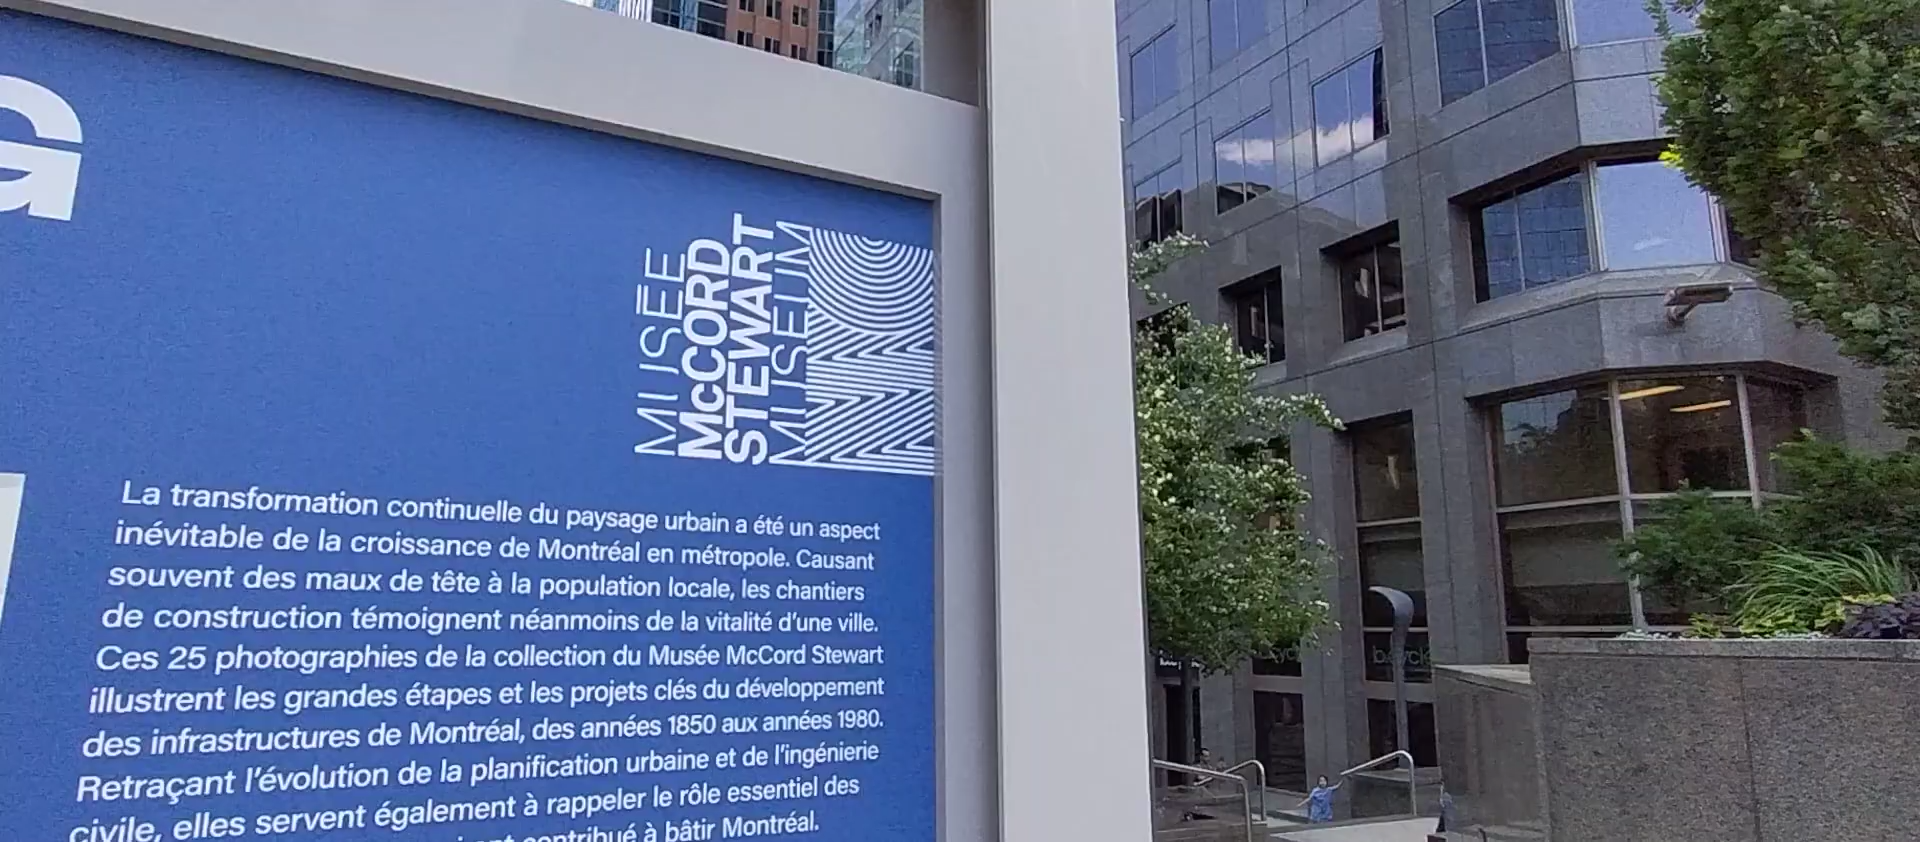 G
MUSÉE
McCORD
STEWART
MUSEUM
La transformation continuelle du paysage urbain a été un aspect
inévitable de la croissance de Montréal en métropole. Causant
souvent des maux de tête à la population locale, les chantiers
de construction témoignent néanmoins de la vitalité d'une ville.
Ces 25 photographies de la collection du Musée McCord Stewart
illustrent les grandes étapes et les projets clés du développement
des infrastructures de Montréal, des années 1850 aux années 1980.
Retraçant l'évolution de la planification urbaine et de l'ingénierie
civile, elles servent également à rappeler le rôle essentiel des
contribué à bâtir Montréal.